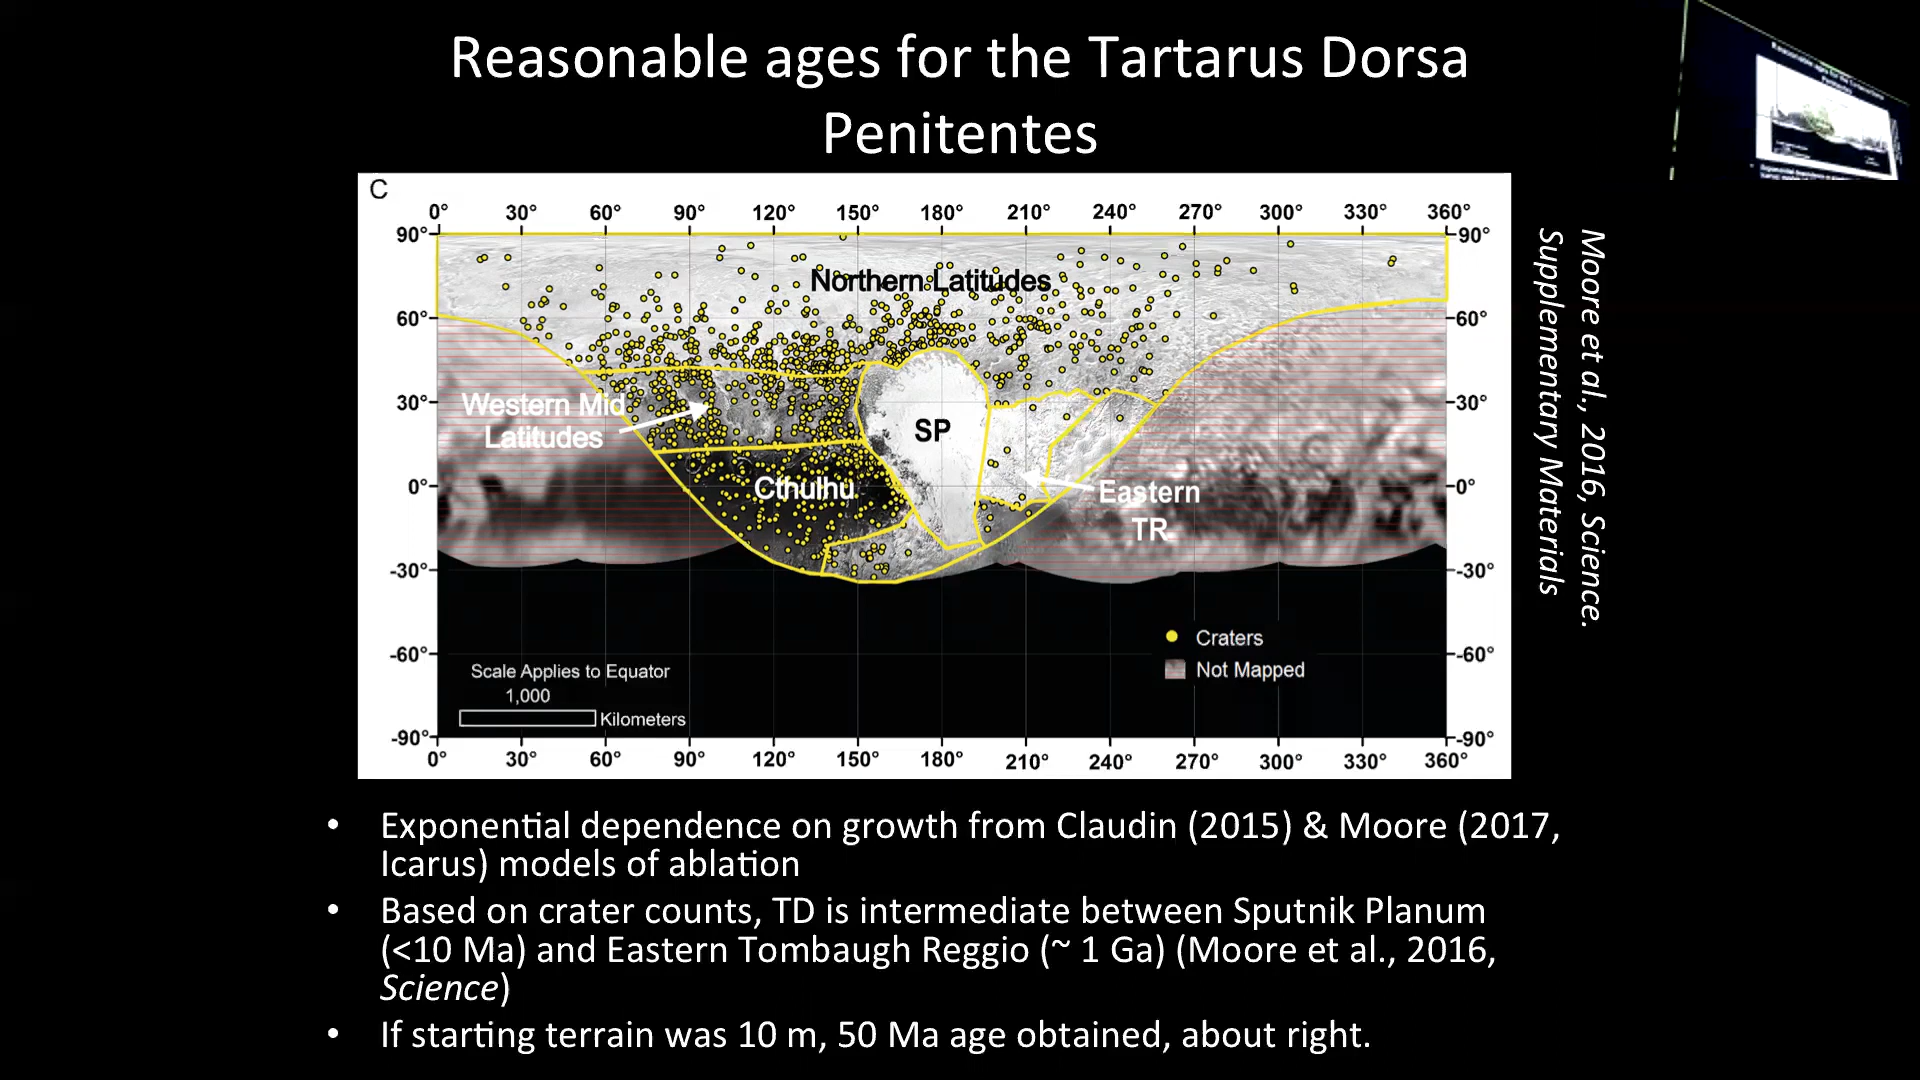 Reasonable ages for the Tartarus Dorsa
Penitentes
C
0° 30° 60° 90° 120° 150° 180° 210° 240° 270° 300° 330° 360°
90° 90°
Northern Latitudes
60° 60°
30° 30°
Western Mid
Latitudes
SP
Cthulhu
0° 0°
Eastern
TR
-30° -30°
Craters
-60° -60°
Not Mapped
Scale Applies to Equator
1,000
Kilometers
-90° -90°
0° 30° 60° 90° 120° 150° 180° 210° 240° 270° 300° 330° 360°
Moore et al., 2016, Science.
Supplementary Materials
• Exponential dependence on growth from Claudin (2015) & Moore (2017,
Icarus) models of ablation
• Based on crater counts, TD is intermediate between Sputnik Planum
(<10 Ma) and Eastern Tombaugh Reggio (~ 1 Ga) (Moore et al., 2016,
Science)
• If starting terrain was 10 m, 50 Ma age obtained, about right.